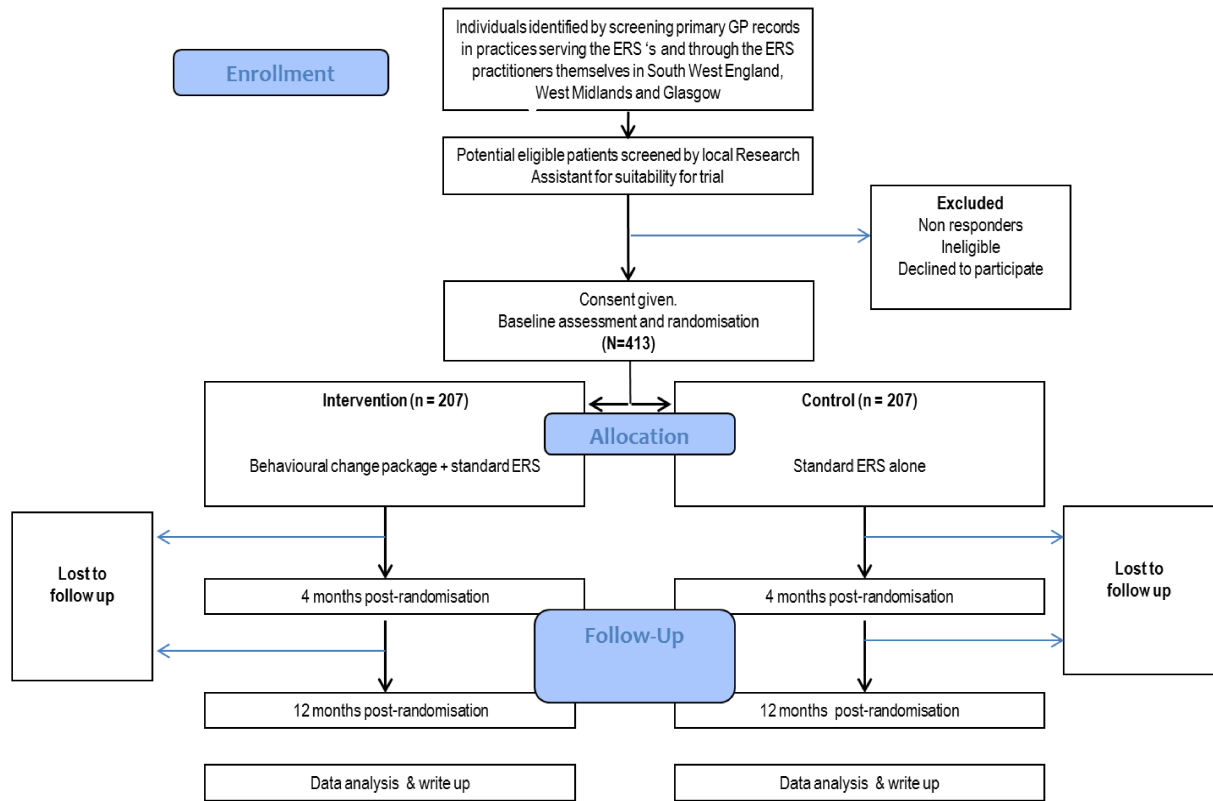 Individuals identified by screening primary GP records
in practices serving the ERS ‘s and through the ERS
practitioners themselves in South West England,
West Midlands and Glasgow
Enrollment
Potential eligible patients screened by local Research
Assistant for suitability for trial
Excluded
Non responders
Ineligible
Declined to participate
Consent given.
Baseline assessment and randomisation
(N=413)
Intervention (n = 207)
Behavioural change package + standard ERS
Control (n = 207)
Standard ERS alone
Allocation
Lost to
follow up
Lost to
follow up
4 months post-randomisation
4 months post-randomisation
Follow-Up
12 months post-randomisation
12 months post-randomisation
Data analysis & write up
Data analysis & write up